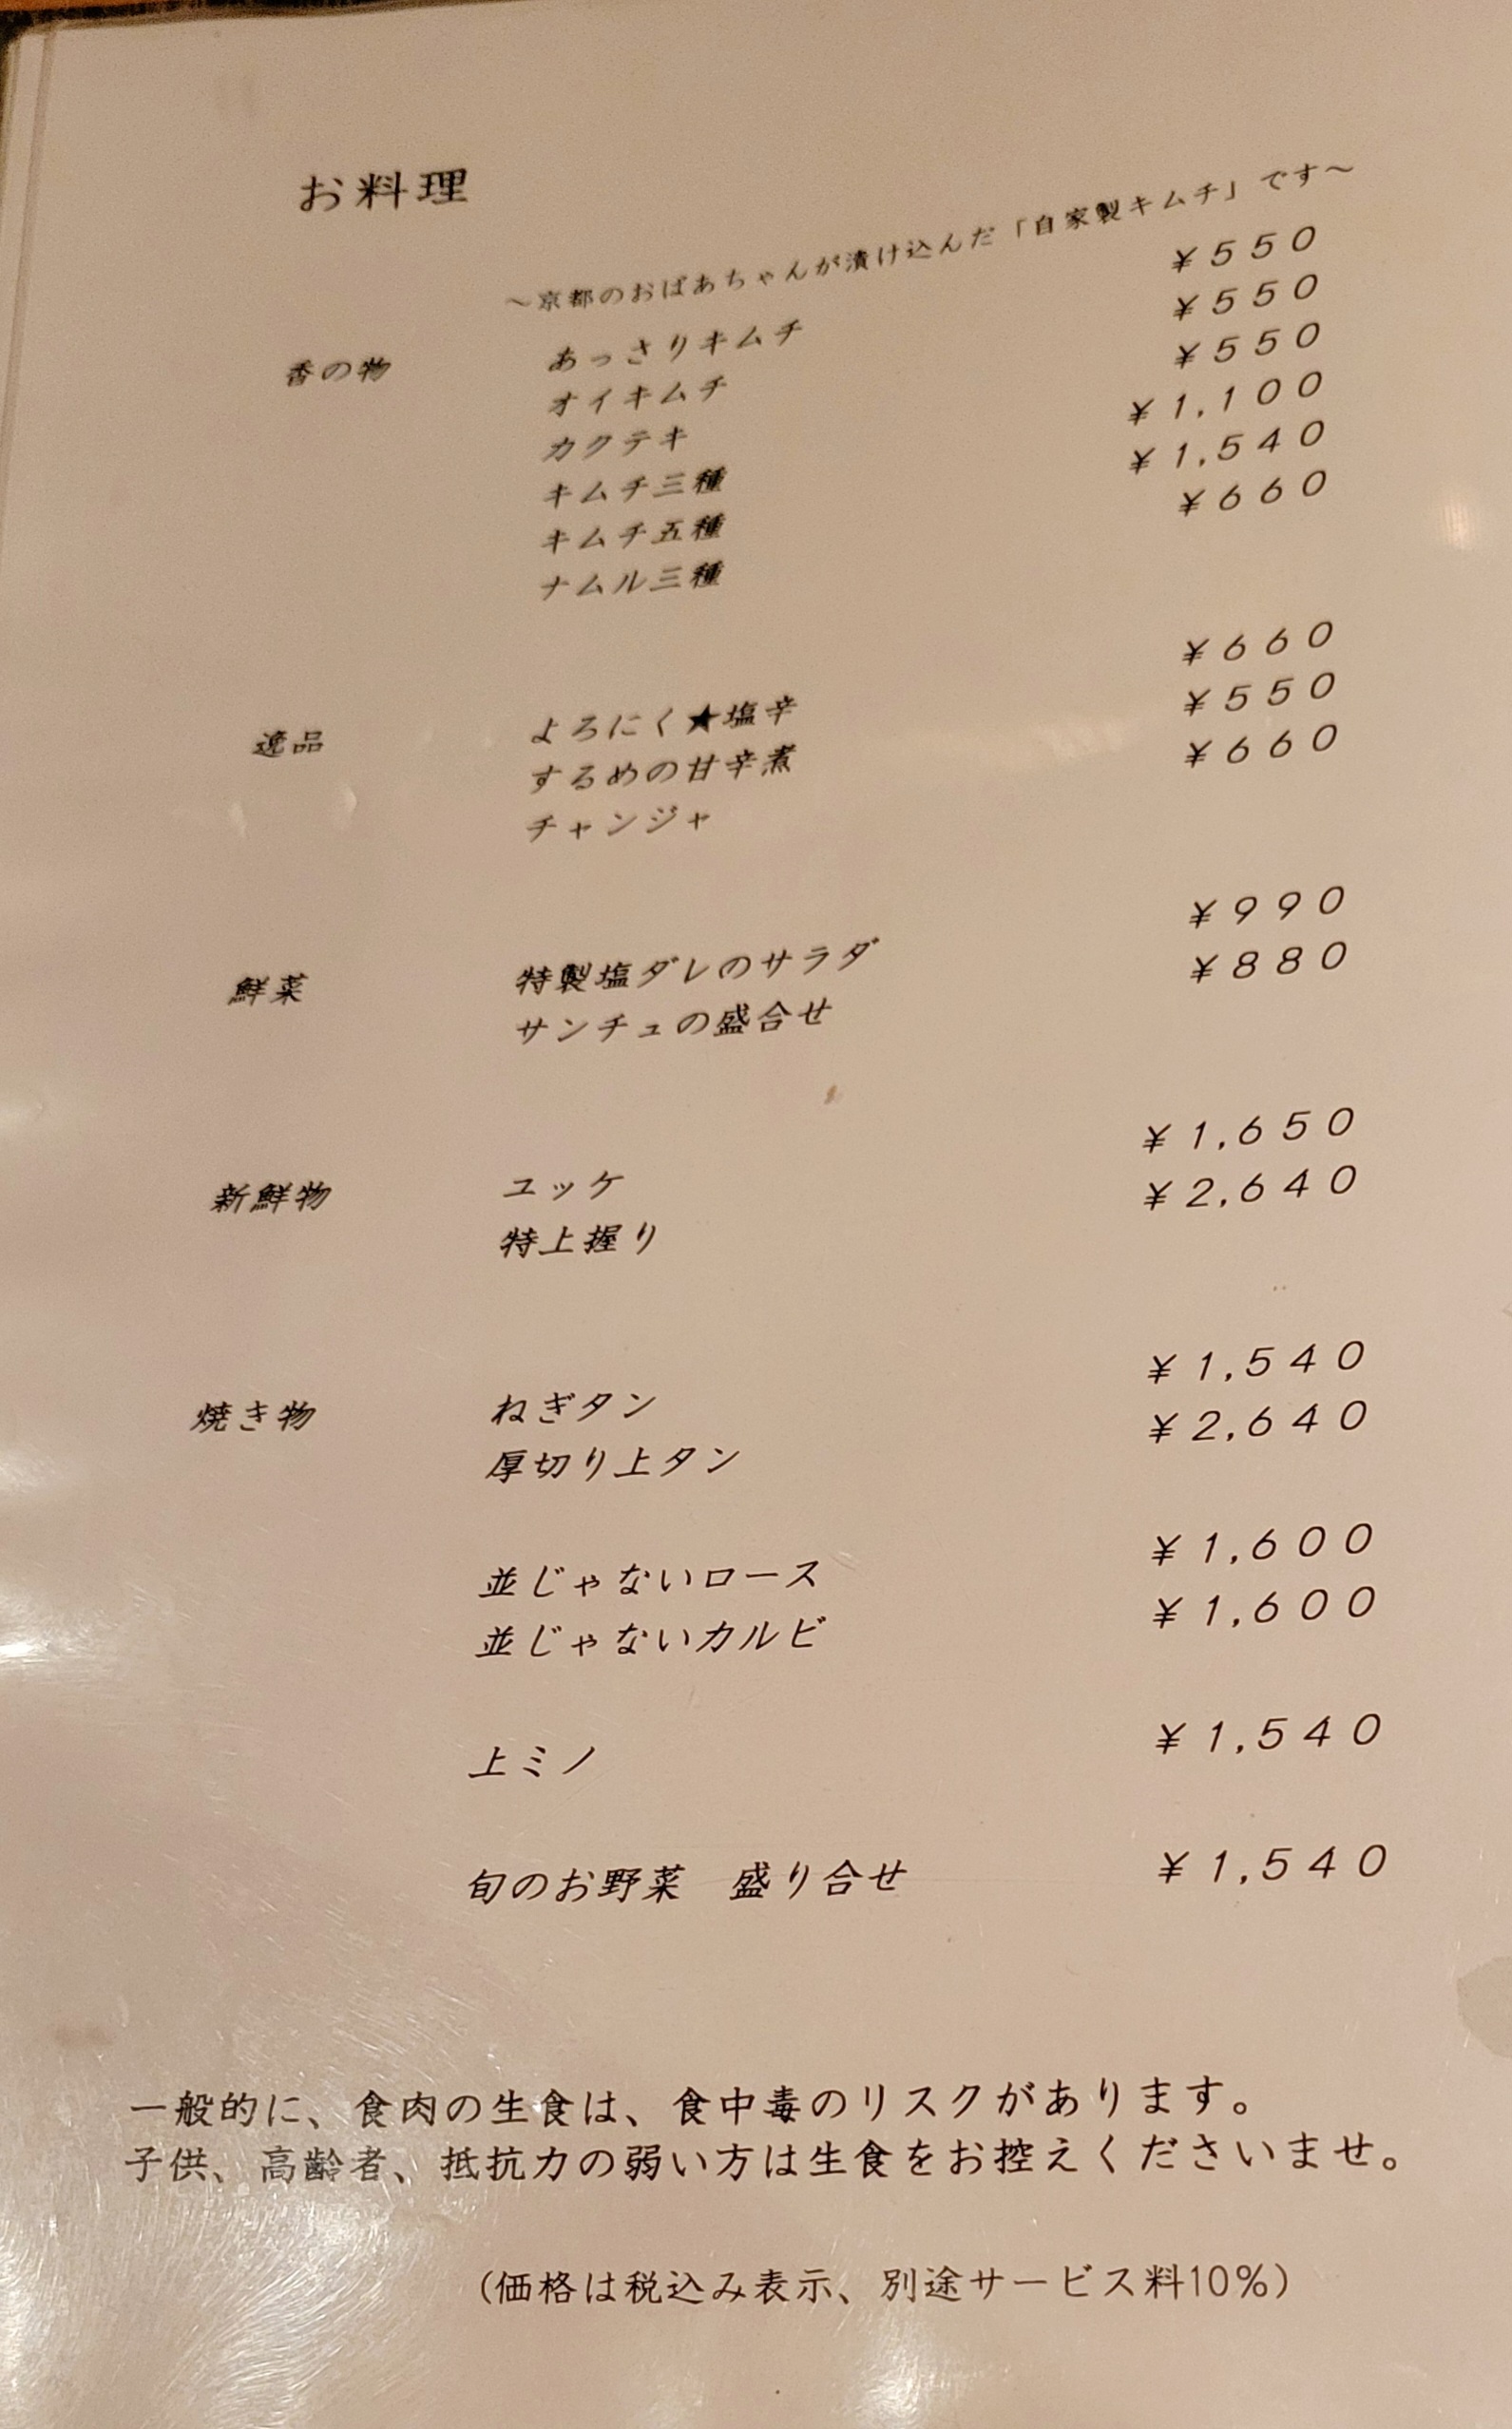 お料理
～京都のおばあちゃんが漬け込んだ「自家製キムチ」です～
香の物 あっさりキムチ ¥550
オイキムチ ¥550
カクテキ ¥550
キムチ三種 ¥1,100
キムチ五種 ¥1,540
ナムル三種 ¥660
逸品 よろにく★塩辛 ¥660
するめの甘辛煮 ¥550
チャンジャ ¥660
鮮菜 特製塩ダレのサラダ ¥990
サンチュの盛合せ ¥880
新鮮物 ユッケ ¥1,650
特上握り ¥2,640
焼き物 ねぎタン ¥1,540
厚切り上タン ¥2,640
並じゃないロース ¥1,600
並じゃないカルビ ¥1,600
上ミノ ¥1,540
旬のお野菜　盛り合せ ¥1,540
一般的に、食肉の生食は、食中毒のリスクがあります。
子供、高齢者、抵抗力の弱い方は生食をお控えくださいませ。
(価格は税込み表示、別途サービス料10%)